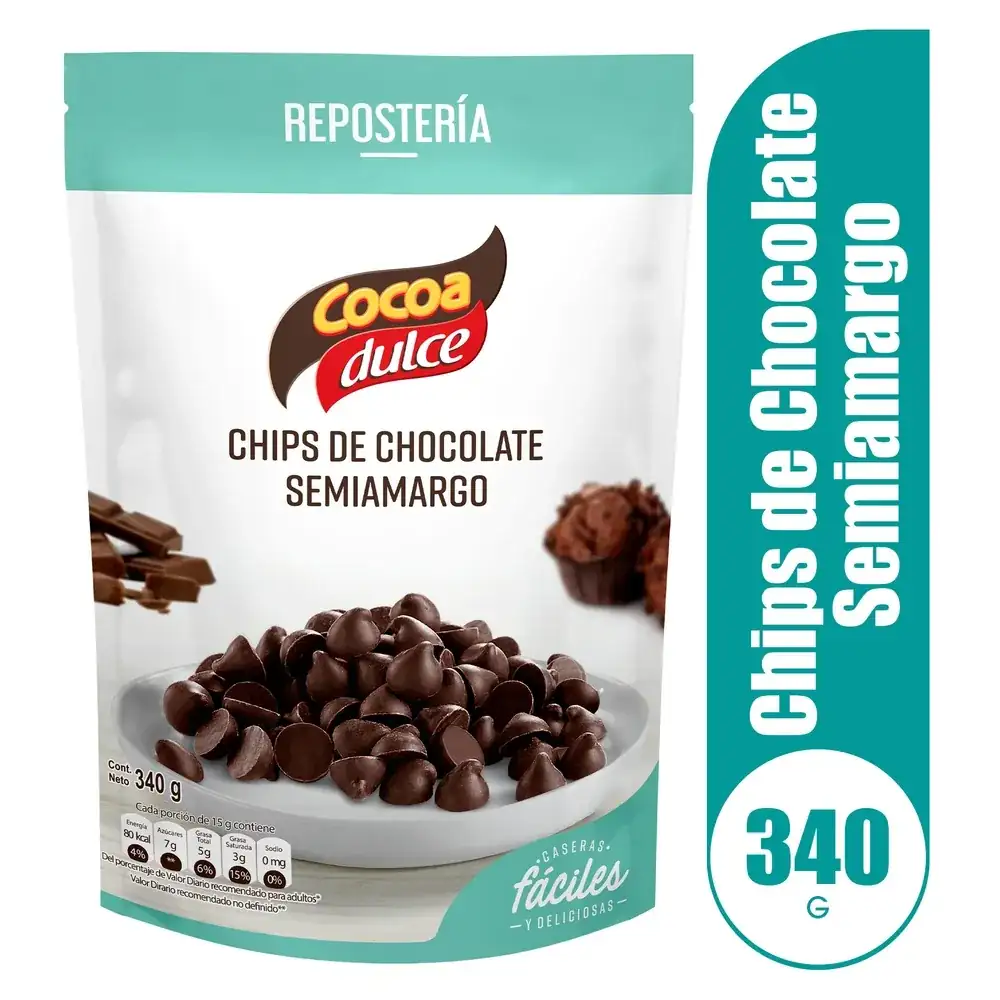 REPOSTERÍA
Cocoa
dulce
CHIPS DE CHOCOLATE
SEMIAMARGO
Cont.
Neto 340 g
Cada porción de 15 g contiene
Energía
80 kcal
4%
Azúcares
7g
**
Grasa
Total
5g
6%
Grasa
Saturada
3g
15%
Sodio
0 mg
0%
Del porcentaje de Valor Diario recomendado para adultos*
Valor Dirario recomendado no definido**
CASERAS
fáciles
Y DELICIOSAS
Chips de Chocolate
Semiamargo
340
G